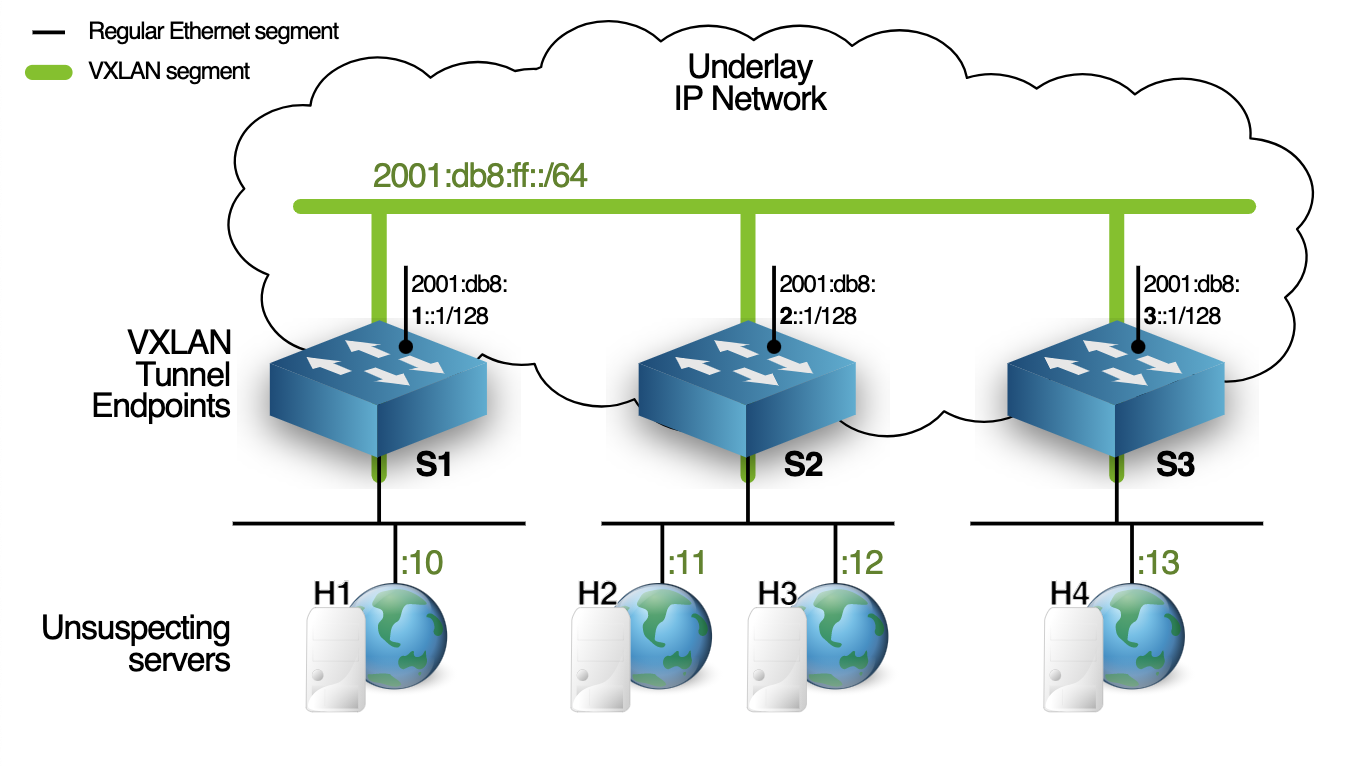 Regular Ethernet segment
VXLAN segment
Underlay
IP Network
2001:db8:ff::/64
2001:db8:
1::1/128
2001:db8:
2::1/128
2001:db8:
3::1/128
VXLAN
Tunnel
Endpoints
S1
S2
S3
:10
:11
:12
:13
H1
H2
H3
H4
Unsuspecting
servers